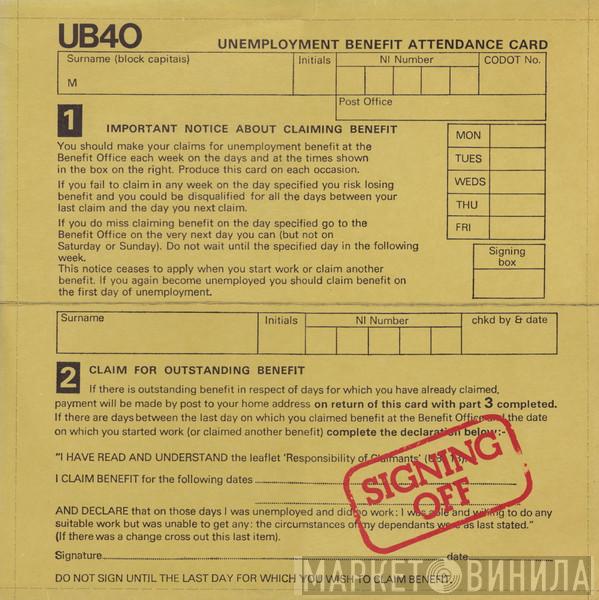 UB40
UNEMPLOYMENT BENEFIT ATTENDANCE CARD
Surname (block capitals)
Initials
NI Number
CODOT No.
M
Post Office
1
IMPORTANT NOTICE ABOUT CLAIMING BENEFIT
You should make your claims for unemployment benefit at the
Benefit Office each week on the days and at the times shown
in the box on the right. Produce this card on each occasion.
If you fail to claim in any week on the day specified you risk losing
benefit and you could be disqualified for all the days between your
last claim and the day you next claim.
If you do miss claiming benefit on the day specified go to the
Benefit Office on the very next day you can (but not on
Saturday or Sunday). Do not wait until the specified day in the following
week.
This notice ceases to apply when you start work or claim another
benefit. If you again become unemployed you should claim benefit on
the first day of unemployment.
MON
TUES
WEDS
THU
FRI
Signing
box
Surname
Initials
NI Number
chkd by & date
2
CLAIM FOR OUTSTANDING BENEFIT
If there is outstanding benefit in respect of days for which you have already claimed,
payment will be made by post to your home address on return of this card with part 3 completed.
If there are days between the last day on which you claimed benefit at the Benefit Office and the date
on which you started work (or claimed another benefit) complete the declaration below:-
"I HAVE READ AND UNDERSTAND the leaflet 'Responsibility of Claimants'
I CLAIM BENEFIT for the following dates
AND DECLARE that on those days I was unemployed and did no work: I was able and willing to do any
suitable work but was unable to get any: the circumstances of my dependants were as last stated."
(If there was a change cross out this last item).
Signature
date
DO NOT SIGN UNTIL THE LAST DAY FOR WHICH YOU WISH TO CLAIM BENEFIT.
SIGNING
OFF
МАРКЕТ ВИНИЛА